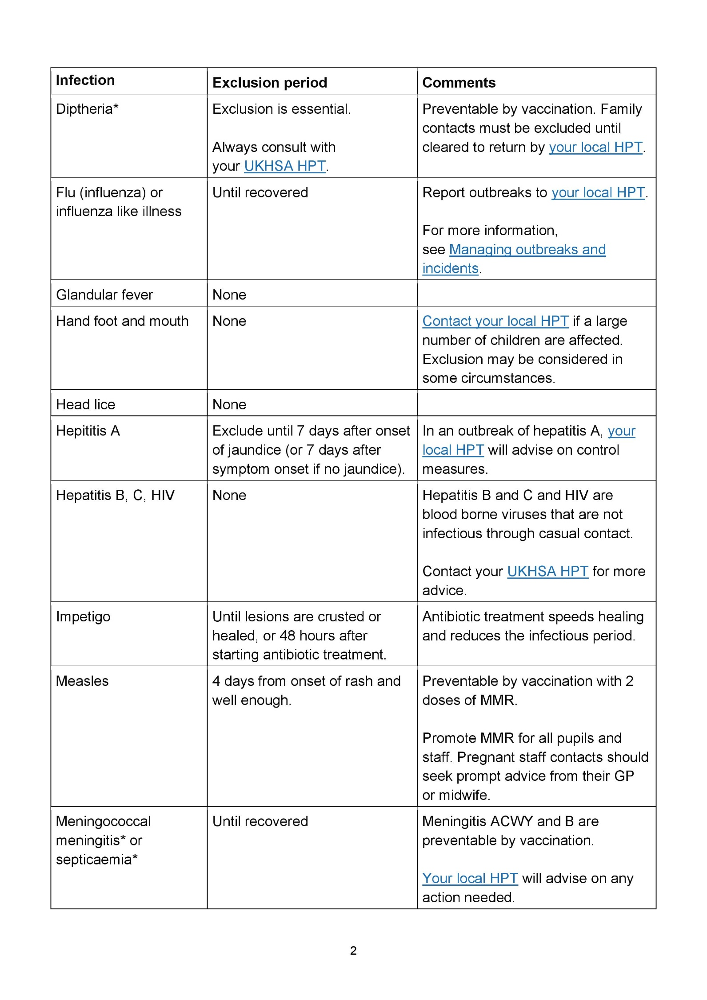 Infection
Exclusion period
Comments
Diptheria*
Exclusion is essential.
Always consult with
your UKHSA HPT.
Preventable by vaccination. Family
contacts must be excluded until
cleared to return by your local HPT.
Flu (influenza) or
influenza like illness
Until recovered
Report outbreaks to your local HPT.
For more information,
see Managing outbreaks and
incidents.
Glandular fever
None
Hand foot and mouth
None
Contact your local HPT if a large
number of children are affected.
Exclusion may be considered in
some circumstances.
Head lice
None
Hepititis A
Exclude until 7 days after onset
of jaundice (or 7 days after
symptom onset if no jaundice).
In an outbreak of hepatitis A, your
local HPT will advise on control
measures.
Hepatitis B, C, HIV
None
Hepatitis B and C and HIV are
blood borne viruses that are not
infectious through casual contact.
Contact your UKHSA HPT for more
advice.
Impetigo
Until lesions are crusted or
healed, or 48 hours after
starting antibiotic treatment.
Antibiotic treatment speeds healing
and reduces the infectious period.
Measles
4 days from onset of rash and
well enough.
Preventable by vaccination with 2
doses of MMR.
Promote MMR for all pupils and
staff. Pregnant staff contacts should
seek prompt advice from their GP
or midwife.
Meningococcal
meningitis* or
septicaemia*
Until recovered
Meningitis ACWY and B are
preventable by vaccination.
Your local HPT will advise on any
action needed.
2